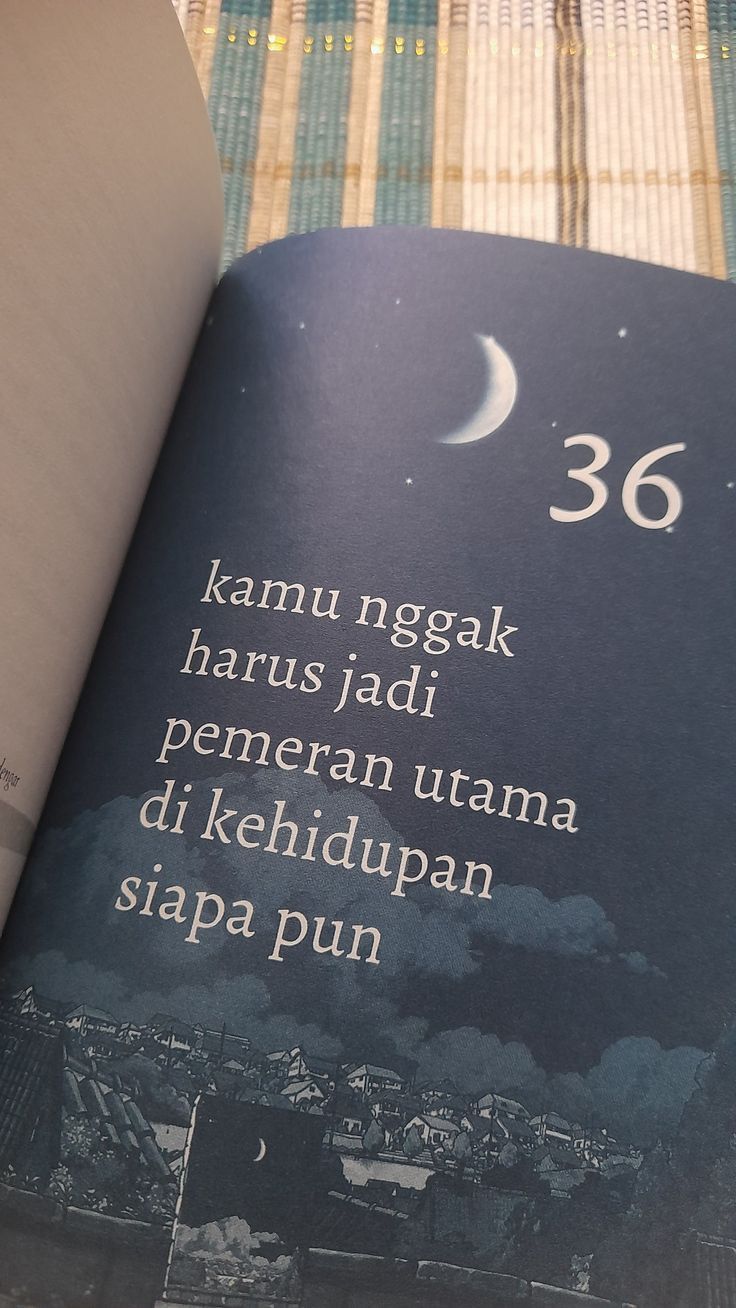 36
kamu nggak
harus jadi
pemeran utama
di kehidupan
siapa pun